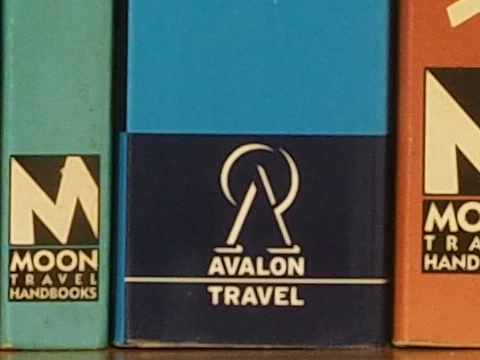 MOON
TRAVEL
HANDBOOKS
AVALON
TRAVEL
MO
TRA
HAND